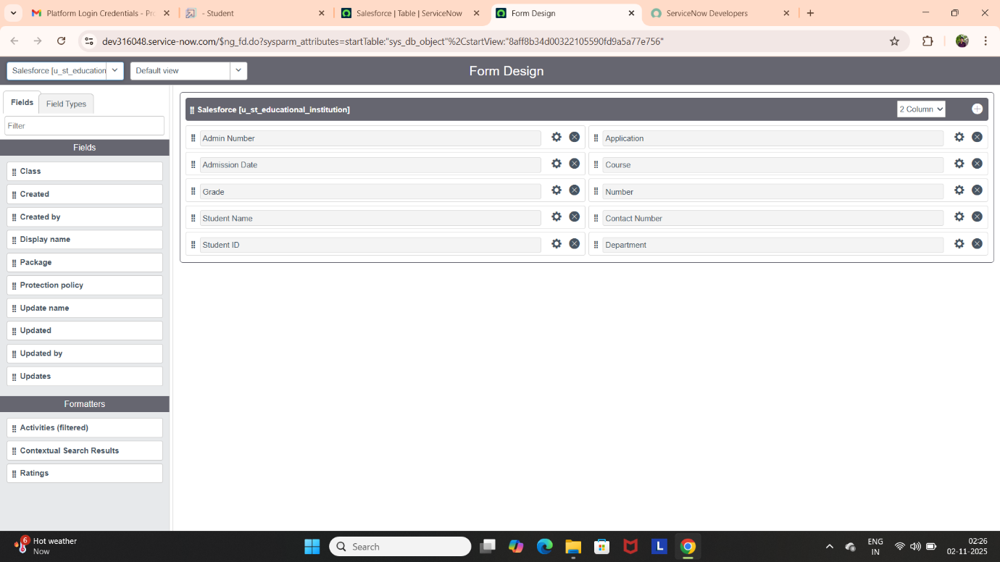 Platform Login Credentials - Pro
- Student
Salesforce | Table | ServiceNow
Form Design
ServiceNow Developers
dev316048.service-now.com/$ng_fd.do?sysparm_attributes=startTable:"sys_db_object"%2CstartView:"8aff8b34d00322105590fd9a5a77e756"
Salesforce [u_st_education
Default view
Form Design
Fields
Field Types
Filter
Fields
Class
Created
Created by
Display name
Package
Protection policy
Update name
Updated
Updated by
Updates
Formatters
Activities (filtered)
Contextual Search Results
Ratings
Salesforce [u_st_educational_institution]
2 Column
Admin Number
Application
Admission Date
Course
Grade
Number
Student Name
Contact Number
Student ID
Department
6
Hot weather
Now
Search
L
ENG
IN
02:26
02-11-2025